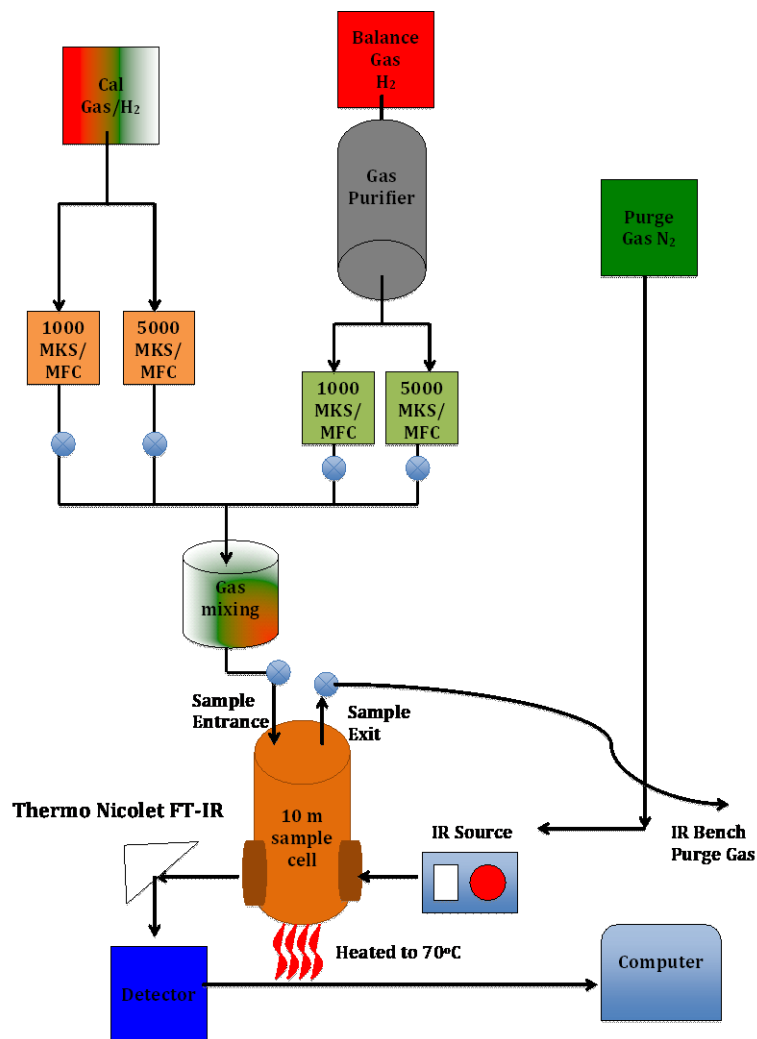 Cal
Gas/H₂
Balance
Gas
H₂
Gas
Purifier
Purge
Gas N₂
1000
MKS/
MFC
5000
MKS/
MFC
1000
MKS/
MFC
5000
MKS/
MFC
Gas
mixing
Sample
Entrance
Sample
Exit
Thermo Nicolet FT-IR
10 m
sample
cell
IR Source
IR Bench
Purge Gas
Heated to 70°C
Detector
Computer